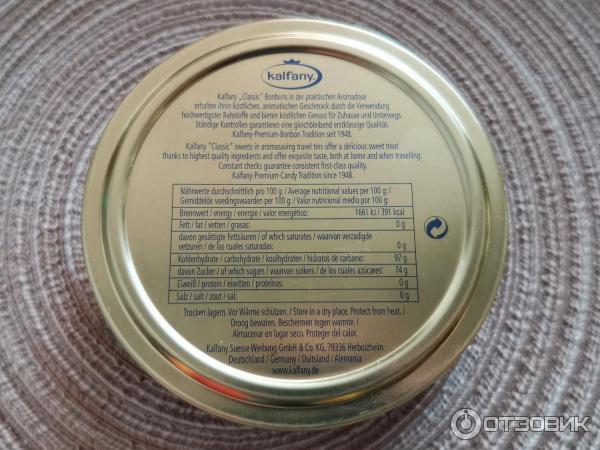 kalfany.
Kalfany „Classic" Bonbons in der praktischen Aromadose
erhalten ihren köstlichen, aromatischen Geschmack durch die Verwendung
hochwertigster Rohstoffe und bieten köstlichen Genuss für Zuhause und Unterwegs.
Ständige Kontrollen garantieren eine gleichbleibend erstklassige Qualität.
Kalfany-Premium-Bonbon Tradition seit 1948.
Kalfany "Classic" sweets in aromasaving travel tins offer a delicious sweet treat
thanks to highest quality ingredients and offer exquisite taste, both at home and when travelling.
Constant checks guarantee consistent first-class quality.
Kalfany-Premium-Candy Tradition since 1948.
Nährwerte durchschnittlich pro 100 g: / Average nutritional values per 100 g: /
Gemiddelde voedingswaarden per 100 g: / Valor nutricional medio por 100 g:
Brennwert / energy / energie / valor energético: 1661 kJ / 391 kcal
Fett / fat / vetten / grasas: 0 g
davon gesättigte Fettsäuren / of which saturates / waarvan verzadigde
vetzuren / de las cuales saturadas: 0 g
Kohlenhydrate / carbohydrate / koolhydraten / hidratos de carbono: 97 g
davon Zucker / of which sugars / waarvan suikers / de los cuales azúcares: 74 g
Eiweiß / protein / eiwitten / proteínas: 0 g
Salz / salt / zout / sal: 0 g
Trocken lagern. Vor Wärme schützen. / Store in a dry place. Protect from heat. /
Droog bewaren. Beschermen tegen warmte. /
Almacenar en lugar seco. Proteger del calor.
Kalfany Suesse Werbung GmbH & Co. KG, 79336 Herbolzheim
Deutschland / Germany / Duitsland / Alemania
www.kalfany.de
ОТЗОВИК